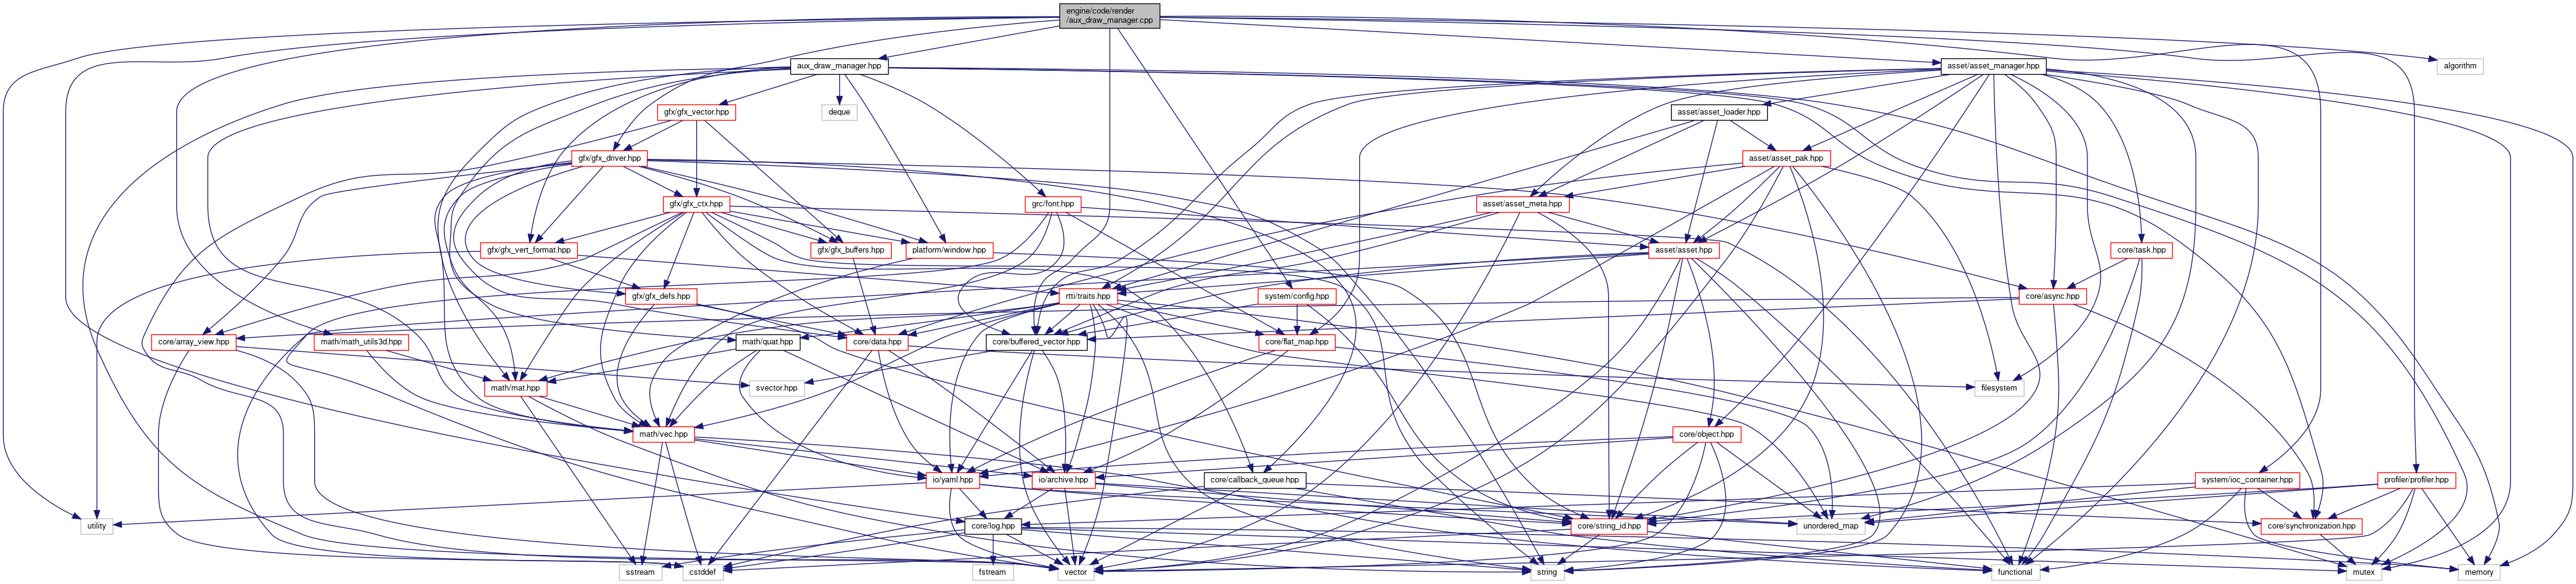 engine/code/render
/aux_draw_manager.cpp
aux_draw_manager.hpp
asset/asset_manager.hpp
algorithm
gfx/gfx_vector.hpp
deque
asset/asset_loader.hpp
gfx/gfx_driver.hpp
asset/asset_pak.hpp
gfx/gfx_ctx.hpp
grc/font.hpp
asset/asset_meta.hpp
gfx/gfx_vert_format.hpp
gfx/gfx_buffers.hpp
platform/window.hpp
asset/asset.hpp
core/task.hpp
gfx/gfx_defs.hpp
rtti/traits.hpp
system/config.hpp
core/async.hpp
core/array_view.hpp
math/math_utils3d.hpp
math/quat.hpp
core/data.hpp
core/buffered_vector.hpp
core/flat_map.hpp
math/mat.hpp
svector.hpp
filesystem
math/vec.hpp
core/object.hpp
io/yaml.hpp
io/archive.hpp
core/callback_queue.hpp
system/ioc_container.hpp
profiler/profiler.hpp
utility
core/log.hpp
unordered_map
core/string_id.hpp
core/synchronization.hpp
sstream
cstddef
fstream
vector
string
functional
mutex
memory